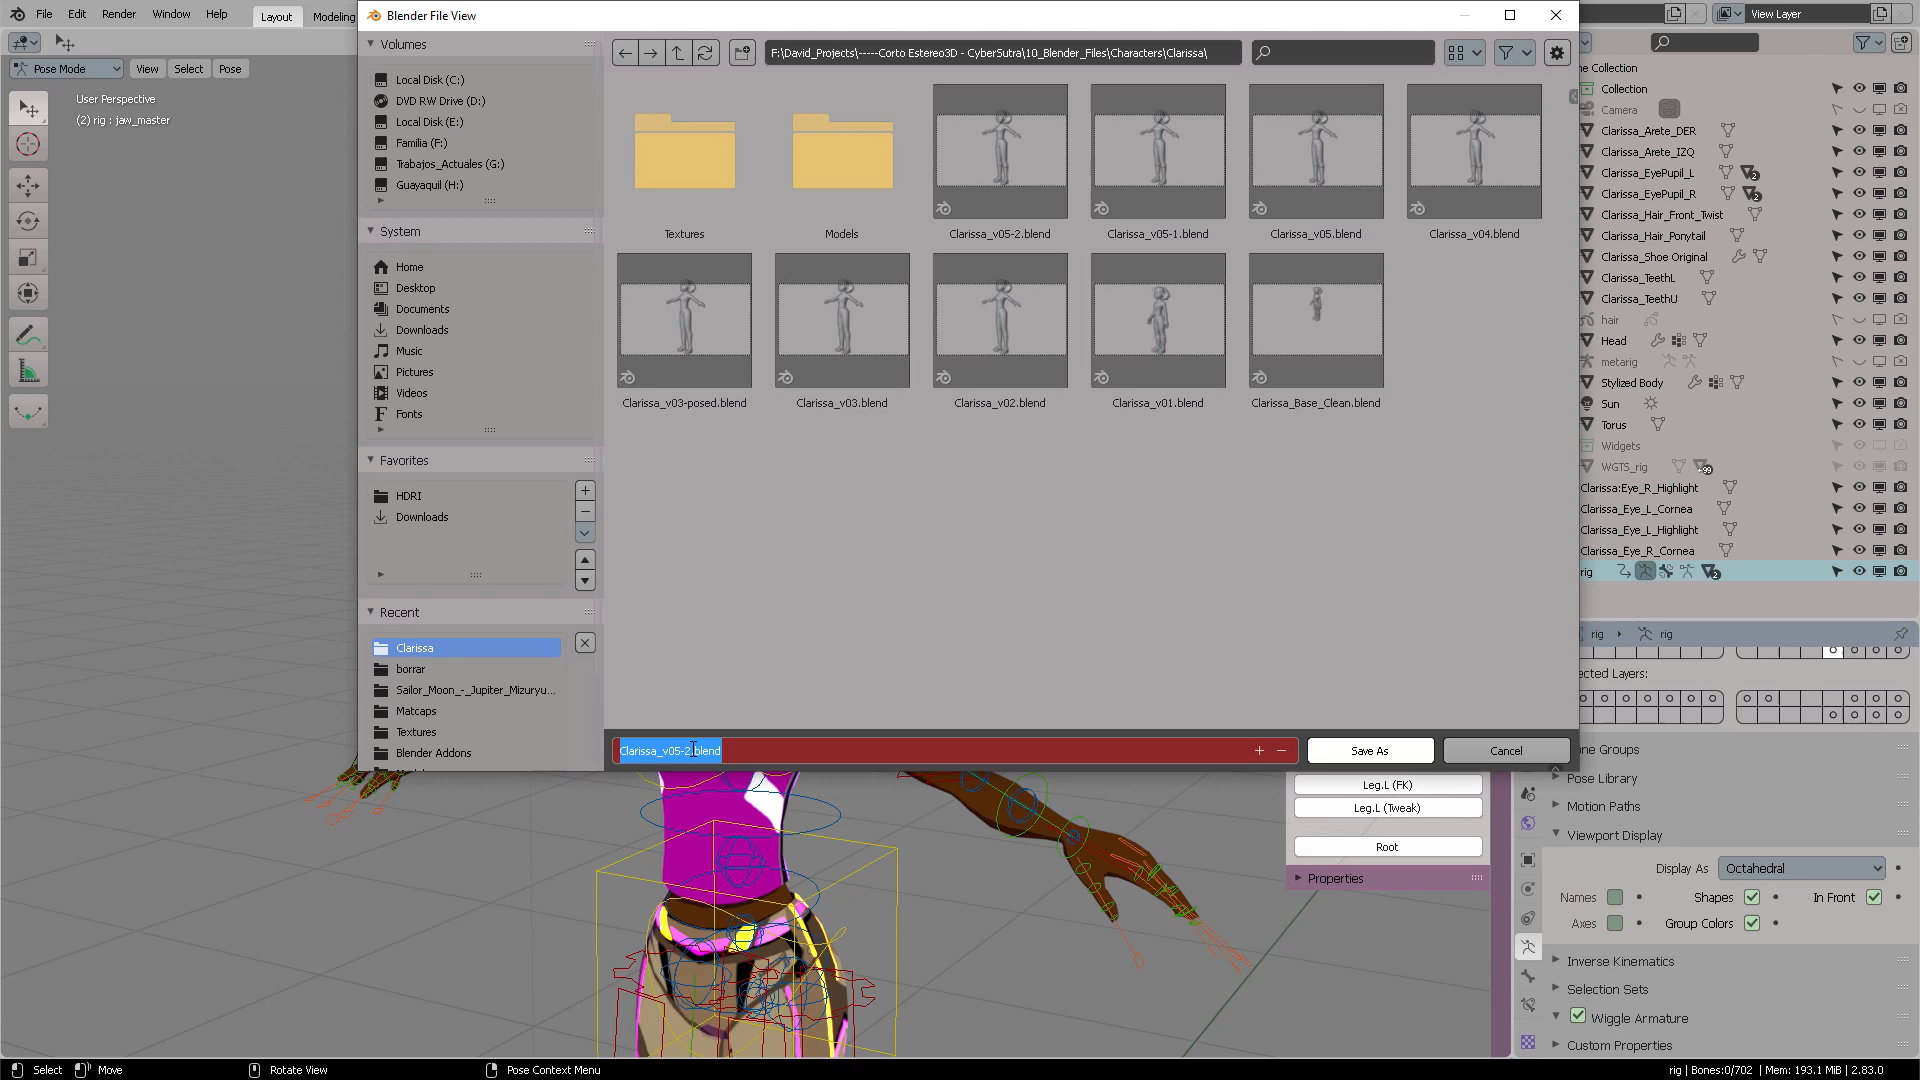 File Edit Render Window Help Layout Modeling
Blender File View
View Layer
Pose Mode View Select Pose
User Perspective
(2) rig : jaw_master
Volumes
Local Disk (C:)
DVD RW Drive (D:)
Local Disk (E:)
Familia (F:)
Trabajos_Actuales (G:)
Guayaquil (H:)
System
Home
Desktop
Documents
Downloads
Music
Pictures
Videos
Fonts
Favorites
HDRI
Downloads
Recent
Clarissa
borrar
Sailor_Moon_-_Jupiter_Mizuryu...
Matcaps
Textures
Blender Addons
F:\David_Projects\-----Corto Estereo3D - CyberSutra\10_Blender_Files\Characters\Clarissa\
Textures
Models
Clarissa_v05-2.blend
Clarissa_v05-1.blend
Clarissa_v05.blend
Clarissa_v04.blend
Clarissa_v03-posed.blend
Clarissa_v03.blend
Clarissa_v02.blend
Clarissa_v01.blend
Clarissa_Base_Clean.blend
Clarissa_v05-2.blend
Save As
Cancel
ne Collection
Collection
Camera
Clarissa_Arete_DER
Clarissa_Arete_IZQ
Clarissa_EyePupil_L 2
Clarissa_EyePupil_R 2
Clarissa_Hair_Front_Twist
Clarissa_Hair_Ponytail
Clarissa_Shoe Original
Clarissa_TeethL
Clarissa_TeethU
hair
Head
metarig
Stylized Body
Sun
Torus
Widgets
WGTS_rig +99
Clarissa:Eye_R_Highlight
Clarissa_Eye_L_Cornea
Clarissa_Eye_L_Highlight
Clarissa_Eye_R_Cornea
rig 2
rig rig
ected Layers:
one Groups
Pose Library
Motion Paths
Viewport Display
Display As Octahedral
Names Shapes In Front
Axes Group Colors
Inverse Kinematics
Selection Sets
Wiggle Armature
Custom Properties
Leg.L (FK)
Leg.L (Tweak)
Root
Properties
Select Move Rotate View Pose Context Menu
rig | Bones:0/702 | Mem: 193.1 MiB | 2.83.0